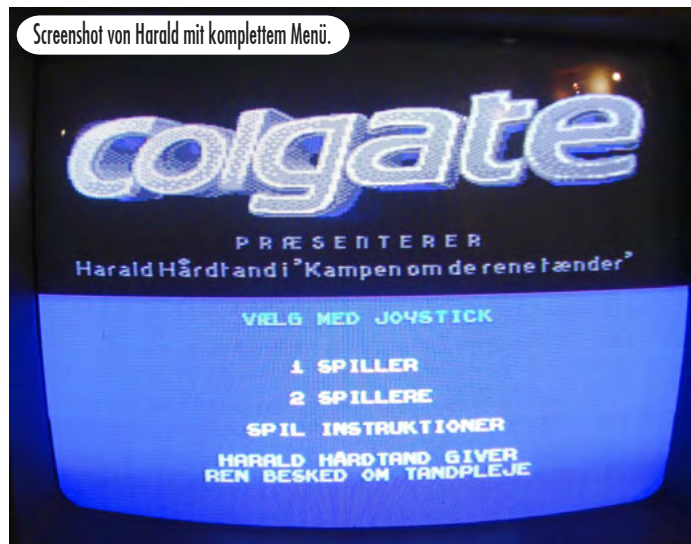 Screenshot von Harald mit komplettem Menü.
colgate
PRÆSENTERER
Harald Hårdtand i "Kampen om de rene tænder"
VÆLG MED JOYSTICK
1 SPILLER
2 SPILLERE
SPIL INSTRUKTIONER
HARALD HÅRDTAND GIVER
REN BESKED OM TANDPLEJE